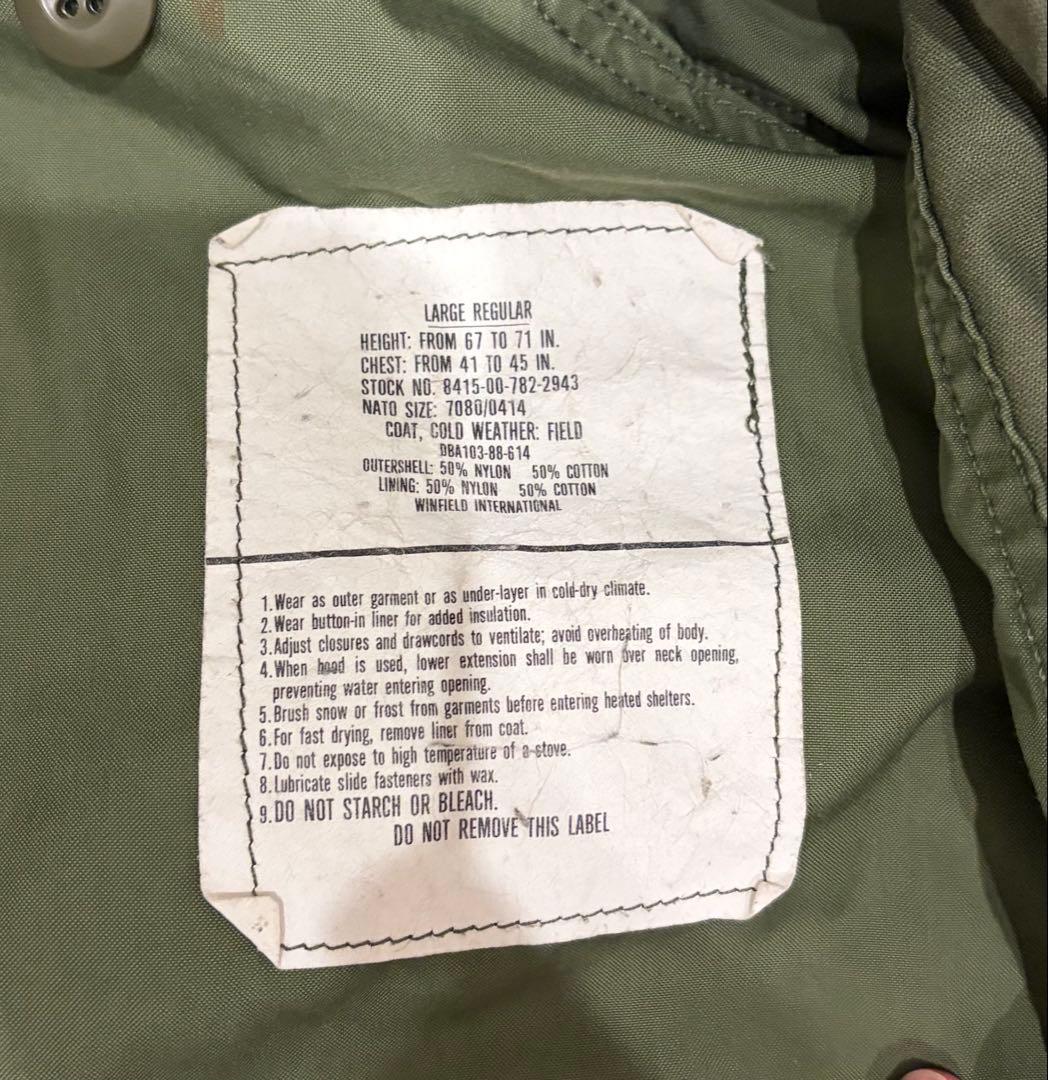 LARGE REGULAR
HEIGHT: FROM 67 TO 71 IN.
CHEST: FROM 41 TO 45 IN.
STOCK NO. 8415-00-782-2943
NATO SIZE: 7080/0414
COAT, COLD WEATHER: FIELD
DBA103-88-614
OUTERSHELL: 50% NYLON 50% COTTON
LINING: 50% NYLON 50% COTTON
WINFIELD INTERNATIONAL
1. Wear as outer garment or as under-layer in cold-dry climate.
2. Wear button-in liner for added insulation.
3. Adjust closures and drawcords to ventilate; avoid overheating of body.
4. When hood is used, lower extension shall be worn over neck opening,
preventing water entering opening.
5. Brush snow or frost from garments before entering heated shelters.
6. For fast drying, remove liner from coat.
7. Do not expose to high temperature of a stove.
8. Lubricate slide fasteners with wax.
9. DO NOT STARCH OR BLEACH.
DO NOT REMOVE THIS LABEL